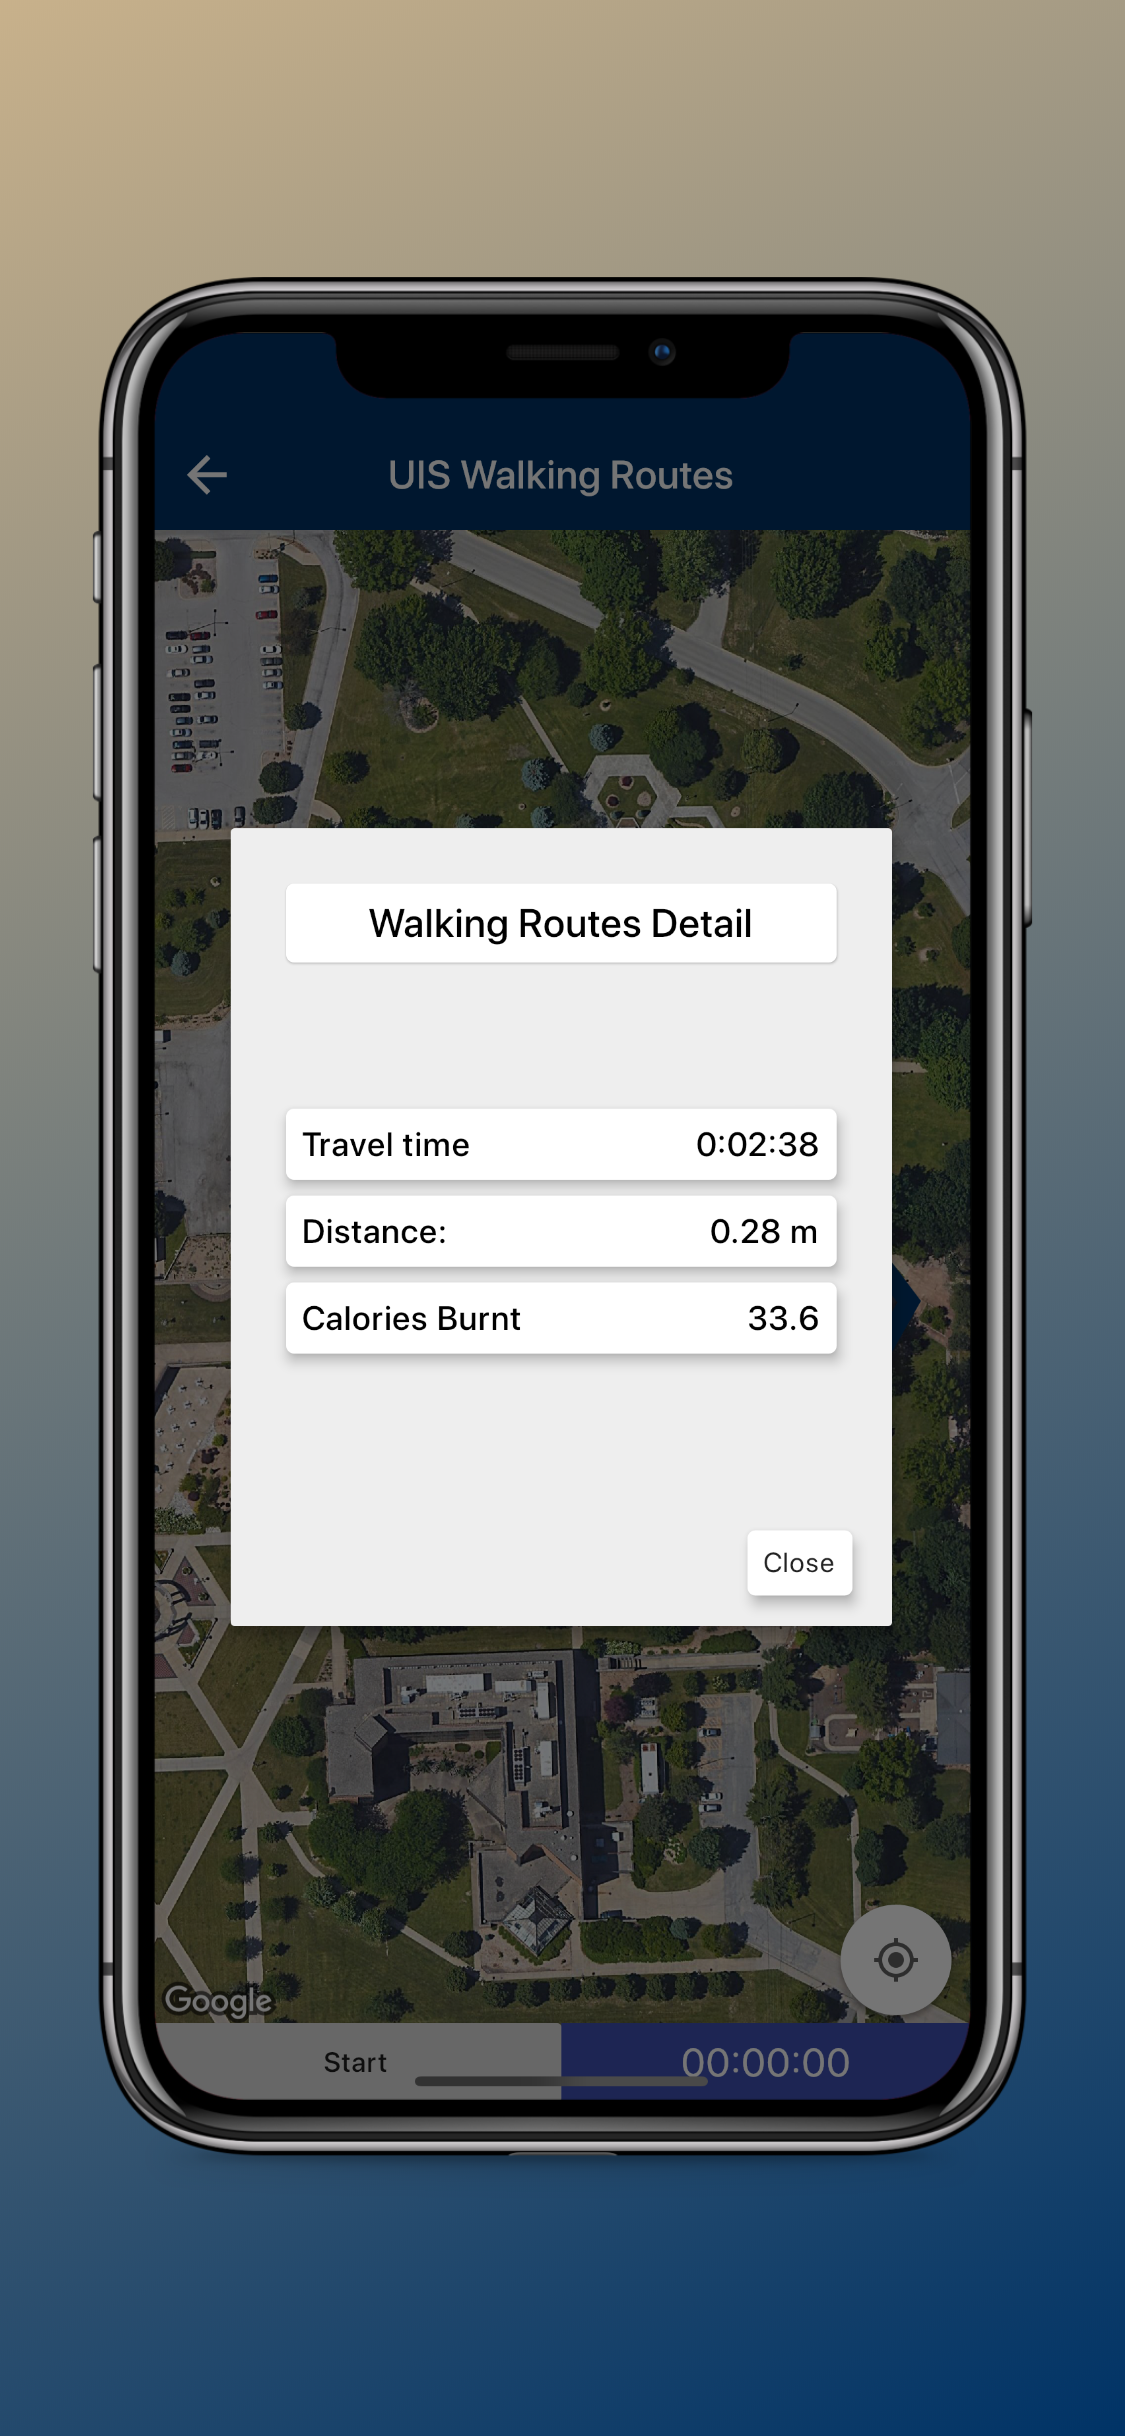 UIS Walking Routes
Walking Routes Detail
Travel time 0:02:38
Distance: 0.28 m
Calories Burnt 33.6
Close
Google
Start 00:00:00